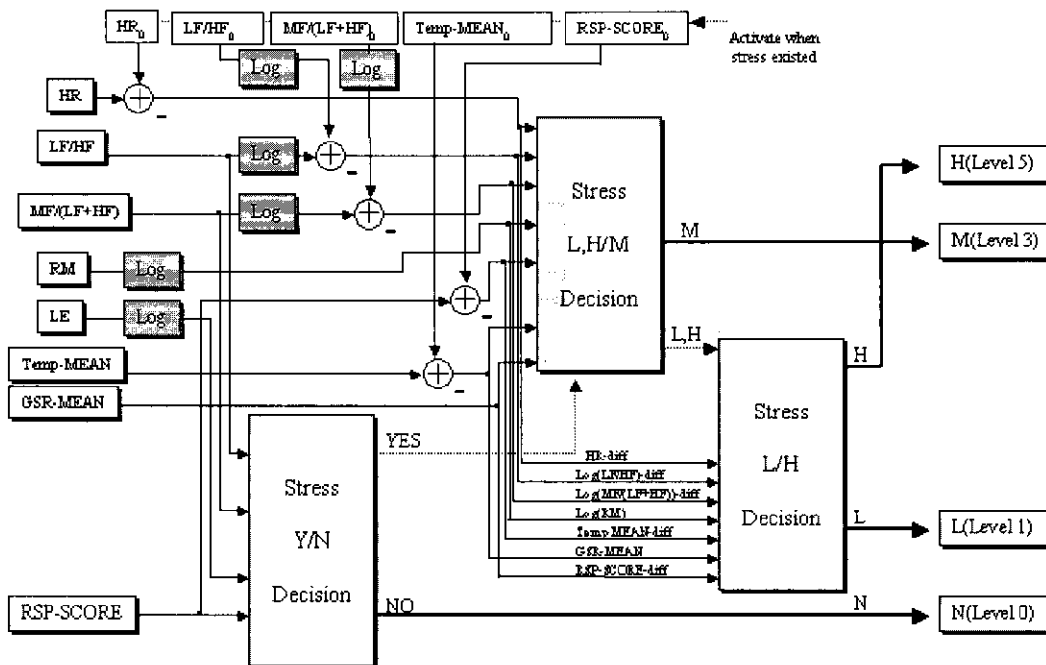 HR₀
LF/HF₀
MF/(LF+HF)₀
Temp-MEAN₀
RSP-SCORE₀
Activate when
stress existed
Log
Log
HR
LF/HF
Log
MF/(LF+HF)
Log
RM
Log
LE
Log
Temp-MEAN
GSR-MEAN
RSP-SCORE
Stress
L,H/M
Decision
M
L,H
YES
Stress
Y/N
Decision
NO
HR-diff
Log(LF/HF)-diff
Log(MF/(LF+HF))-diff
Log(RM)
Temp-MEAN-diff
GSR-MEAN
RSP-SCORE-diff
Stress
L/H
Decision
H
L
N
H(Level 5)
M(Level 3)
L(Level 1)
N(Level 0)